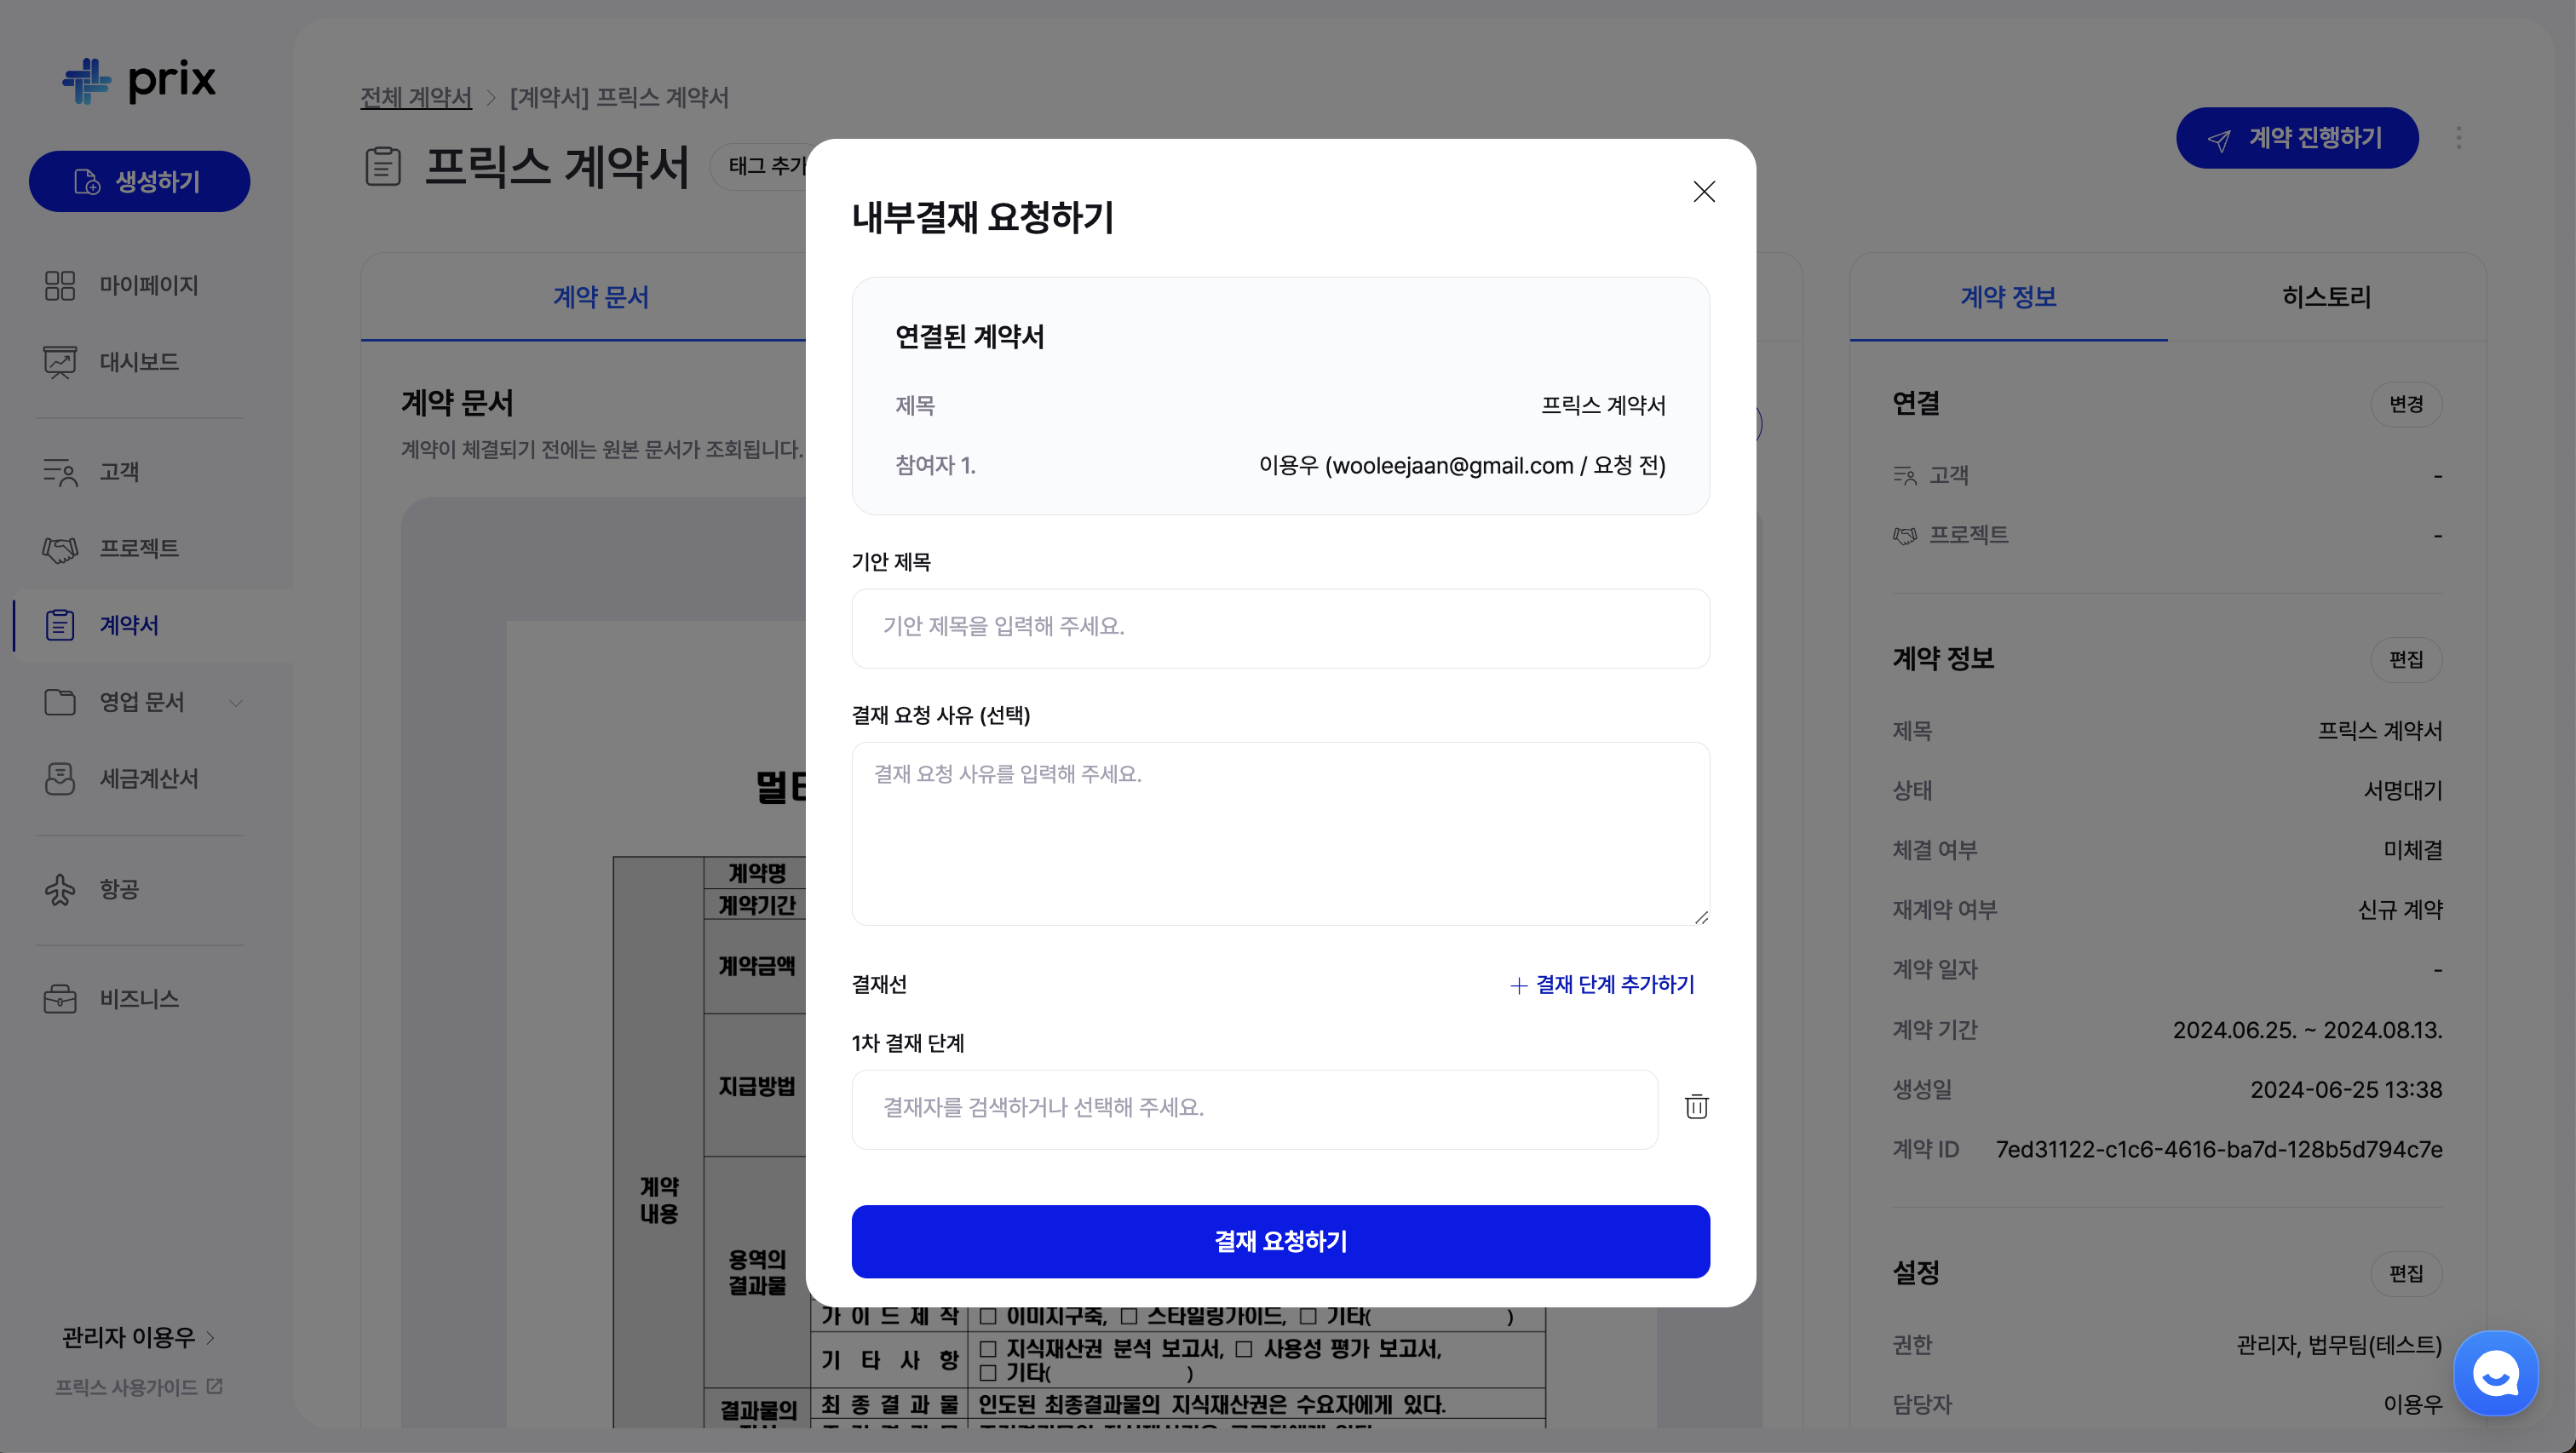 prix
생성하기
마이페이지
대시보드
고객
프로젝트
계약서
영업 문서
세금계산서
항공
비즈니스
관리자 이용우
프릭스 사용가이드
전체 계약서 > [계약서] 프릭스 계약서
프릭스 계약서
태그 추가
계약 진행하기
계약 문서
계약 문서
계약이 체결되기 전에는 원본 문서가 조회됩니다.
계약명
계약기간
계약금액
지급방법
계약
내용
용역의
결과물
가 이 드 제 작 □ 이미지구축, □ 스타일링가이드, □ 기타( )
기 타 사 항 □ 지식재산권 분석 보고서, □ 사용성 평가 보고서,
□ 기타( )
결과물의
최 종 결 과 물 인도된 최종결과물의 지식재산권은 수요자에게 있다.
내부결재 요청하기
연결된 계약서
제목 프릭스 계약서
참여자 1. 이용우 (wooleejaan@gmail.com / 요청 전)
기안 제목
기안 제목을 입력해 주세요.
결재 요청 사유 (선택)
결재 요청 사유를 입력해 주세요.
결재선
+ 결재 단계 추가하기
1차 결재 단계
결재자를 검색하거나 선택해 주세요.
결재 요청하기
계약 정보
히스토리
연결
변경
고객 -
프로젝트 -
계약 정보
편집
제목 프릭스 계약서
상태 서명대기
체결 여부 미체결
재계약 여부 신규 계약
계약 일자 -
계약 기간 2024.06.25. ~ 2024.08.13.
생성일 2024-06-25 13:38
계약 ID 7ed31122-c1c6-4616-ba7d-128b5d794c7e
설정
편집
권한 관리자, 법무팀(테스트)
담당자 이용우